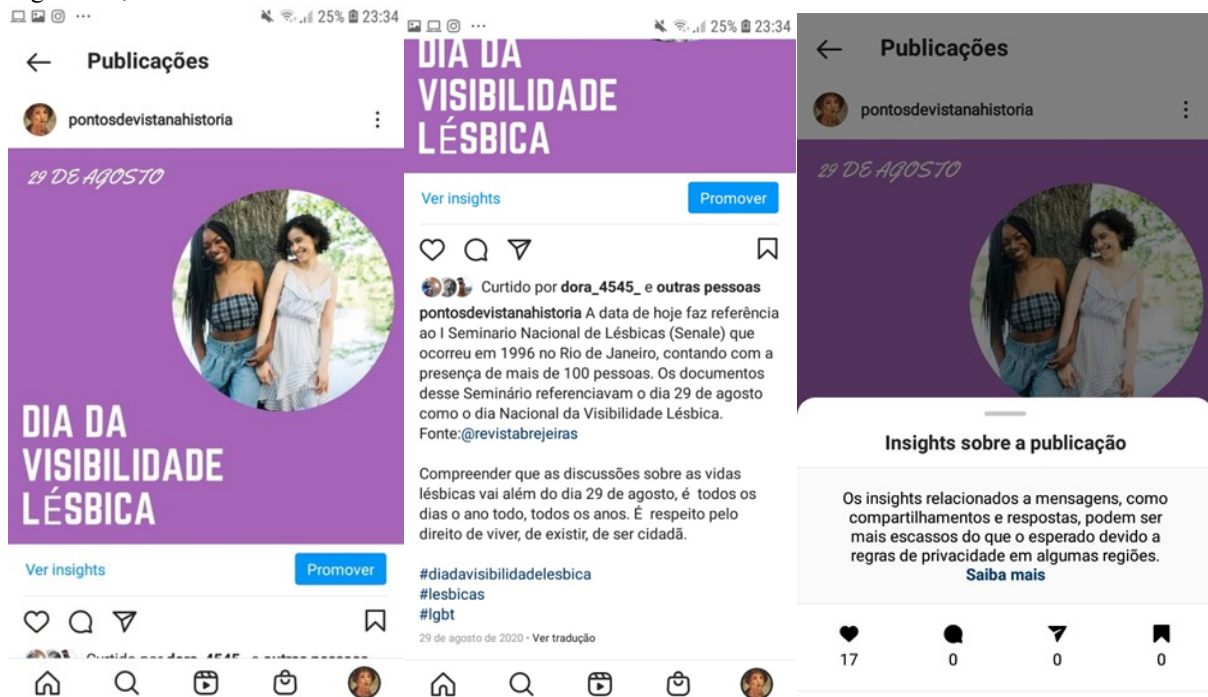 25% 23:34
Publicações
pontosdevistanahistoria
29 DE AGOSTO
DIA DA
VISIBILIDADE
LÉSBICA
Ver insights
Promover
25% 23:34
DIA DA
VISIBILIDADE
LÉSBICA
Ver insights
Promover
Curtido por dora_4545_ e outras pessoas
pontosdevistanahistoria A data de hoje faz referência
ao I Seminario Nacional de Lésbicas (Senale) que
ocorreu em 1996 no Rio de Janeiro, contando com a
presença de mais de 100 pessoas. Os documentos
desse Seminário referenciavam o dia 29 de agosto
como o dia Nacional da Visibilidade Lésbica.
Fonte:@revistabrejeiras
Compreender que as discussões sobre as vidas
lésbicas vai além do dia 29 de agosto, é todos os
dias o ano todo, todos os anos. É respeito pelo
direito de viver, de existir, de ser cidadã.
#diadavisibilidadelesbica
#lesbicas
#lgbt
29 de agosto de 2020 • Ver tradução
Publicações
pontosdevistanahistoria
29 DE AGOSTO
Insights sobre a publicação
Os insights relacionados a mensagens, como
compartilhamentos e respostas, podem ser
mais escassos do que o esperado devido a
regras de privacidade em algumas regiões.
Saiba mais
17 0 0 0